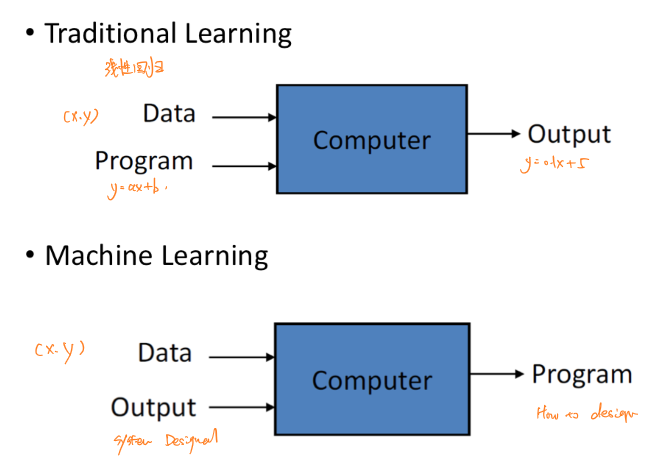 • Traditional Learning
线性回归
(x.y) Data
Computer
Output
Program
y=ax+b.
y=0.1x+5
• Machine Learning
(x.y) Data
Computer
Program
Output
How to design
System Designed